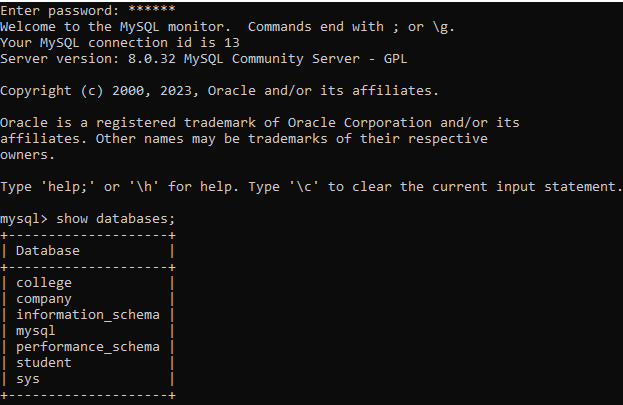 Enter password: ******
Welcome to the MySQL monitor.  Commands end with ; or \g.
Your MySQL connection id is 13
Server version: 8.0.32 MySQL Community Server - GPL

Copyright (c) 2000, 2023, Oracle and/or its affiliates.

Oracle is a registered trademark of Oracle Corporation and/or its
affiliates. Other names may be trademarks of their respective
owners.

Type 'help;' or '\h' for help. Type '\c' to clear the current input statement.

mysql> show databases;
+--------------------+
| Database           |
+--------------------+
| college            |
| company            |
| information_schema |
| mysql              |
| performance_schema |
| student            |
| sys                |
+--------------------+